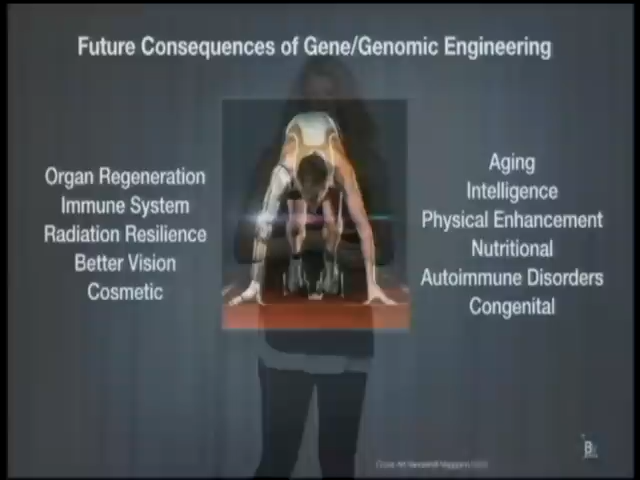 Future Consequences of Gene/Genomic Engineering
Organ Regeneration
Immune System
Radiation Resilience
Better Vision
Cosmetic
Aging
Intelligence
Physical Enhancement
Nutritional
Autoimmune Disorders
Congenital
B